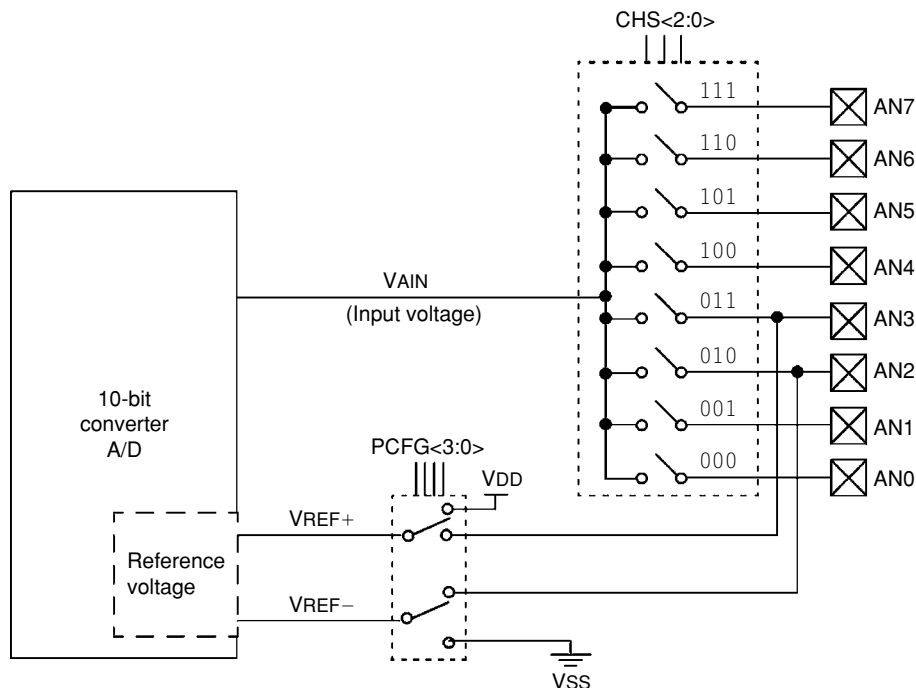 CHS<2:0>
111
AN7
110
AN6
101
AN5
100
AN4
VAIN
(Input voltage)
011
AN3
010
AN2
10-bit
converter
A/D
001
AN1
PCFG<3:0>
000
AN0
VDD
VREF+
Reference
voltage
VREF−
VSS